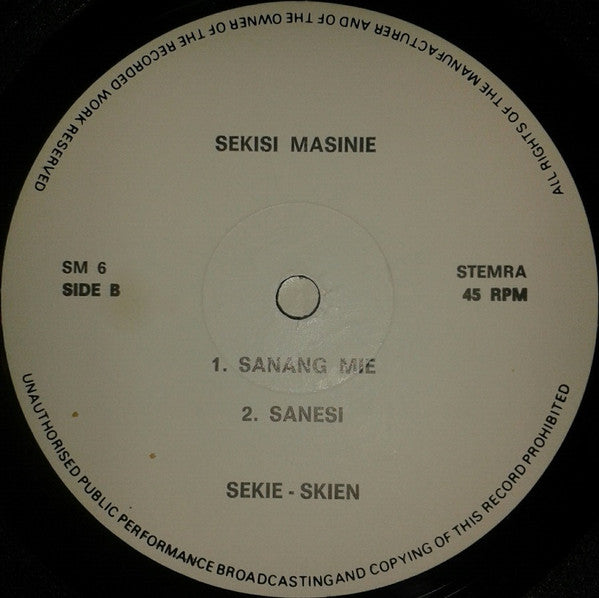 ALL RIGHTS OF THE MANUFACTURER AND OF THE OWNER OF THE RECORDED WORK RESERVED
SEKISI MASINIE
SM 6
SIDE B
STEMRA
45 RPM
1. SANANG MIE
2. SANESI
SEKIE - SKIEN
UNAUTHORISED PUBLIC PERFORMANCE BROADCASTING AND COPYING OF THIS RECORD PROHIBITED